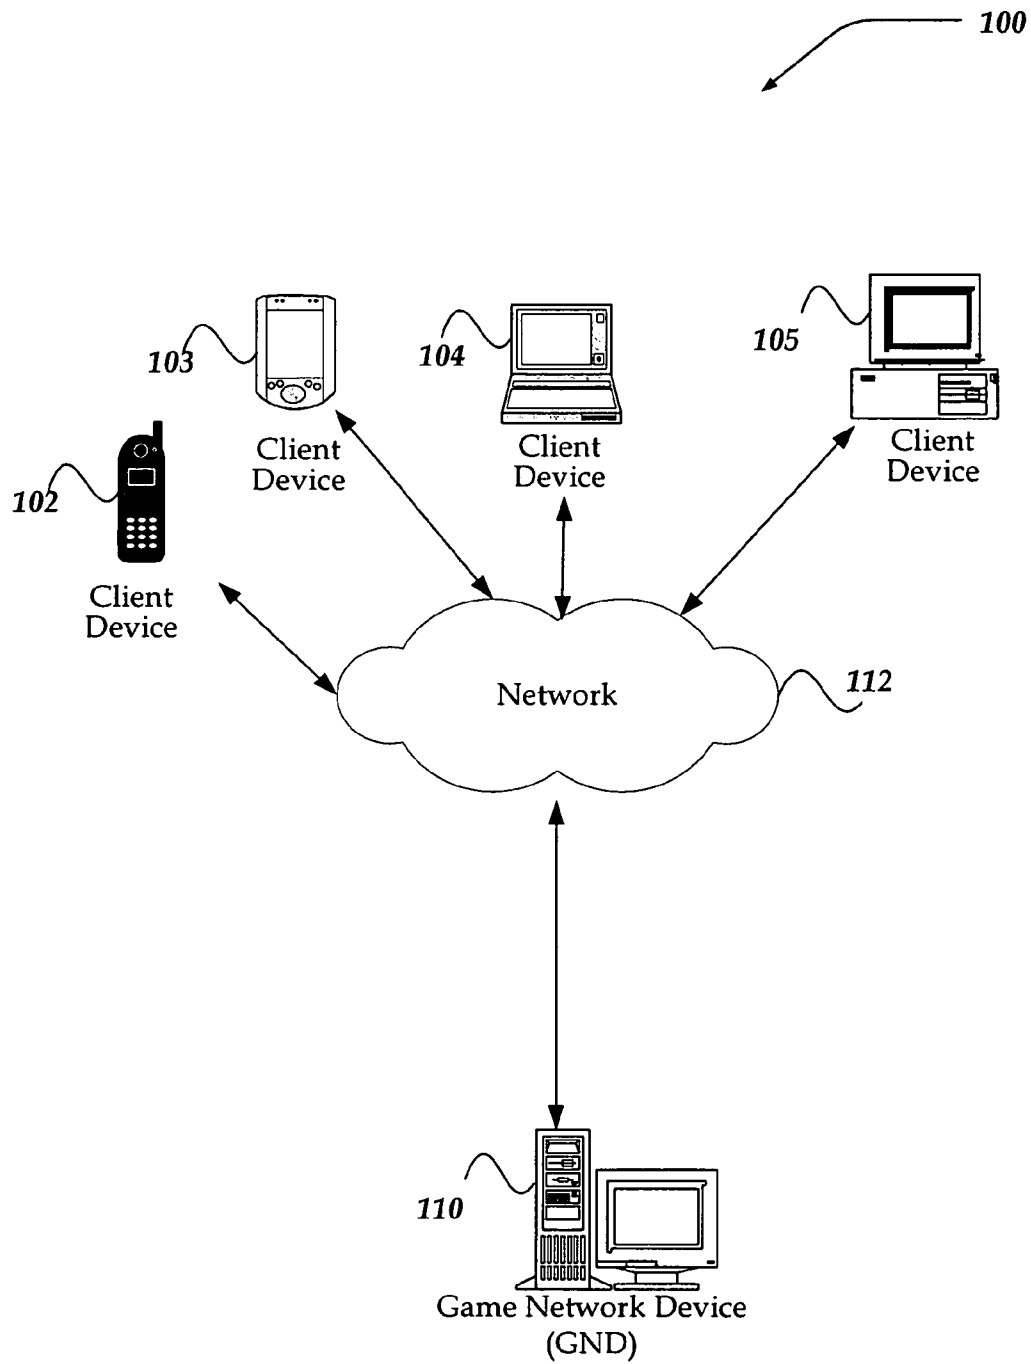 100
103
104
105
Client
Device
Client
Device
Client
Device
102
Client
Device
Network
112
110
Game Network Device
(GND)